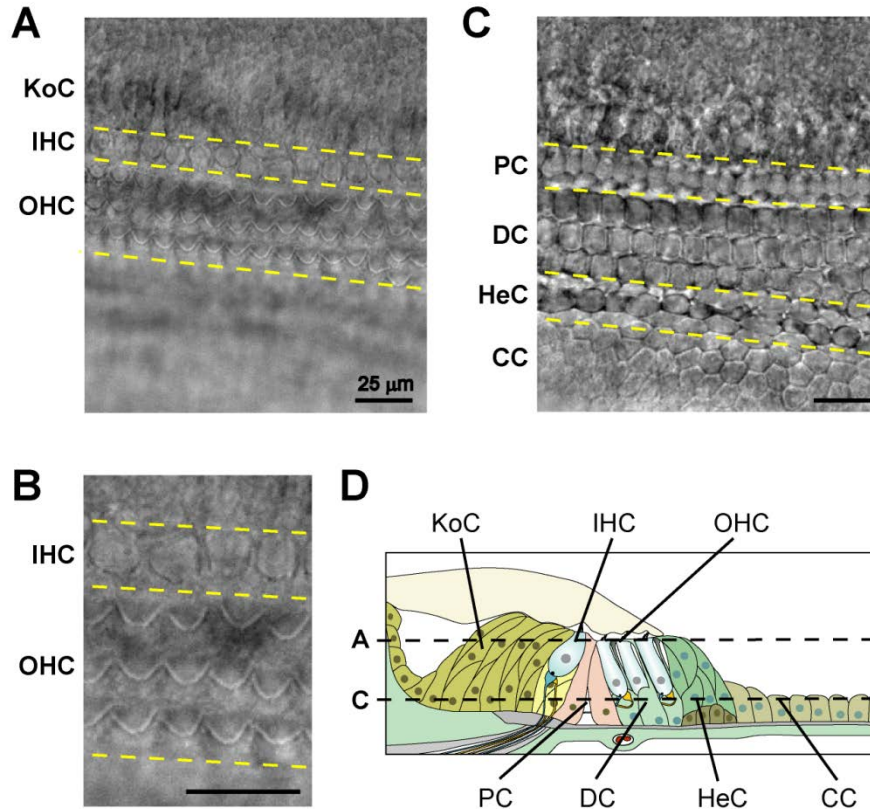 A
KoC
IHC
OHC
25 μm
C
PC
DC
HeC
CC
B
IHC
OHC
D
KoC IHC OHC
A
C
PC DC HeC CC